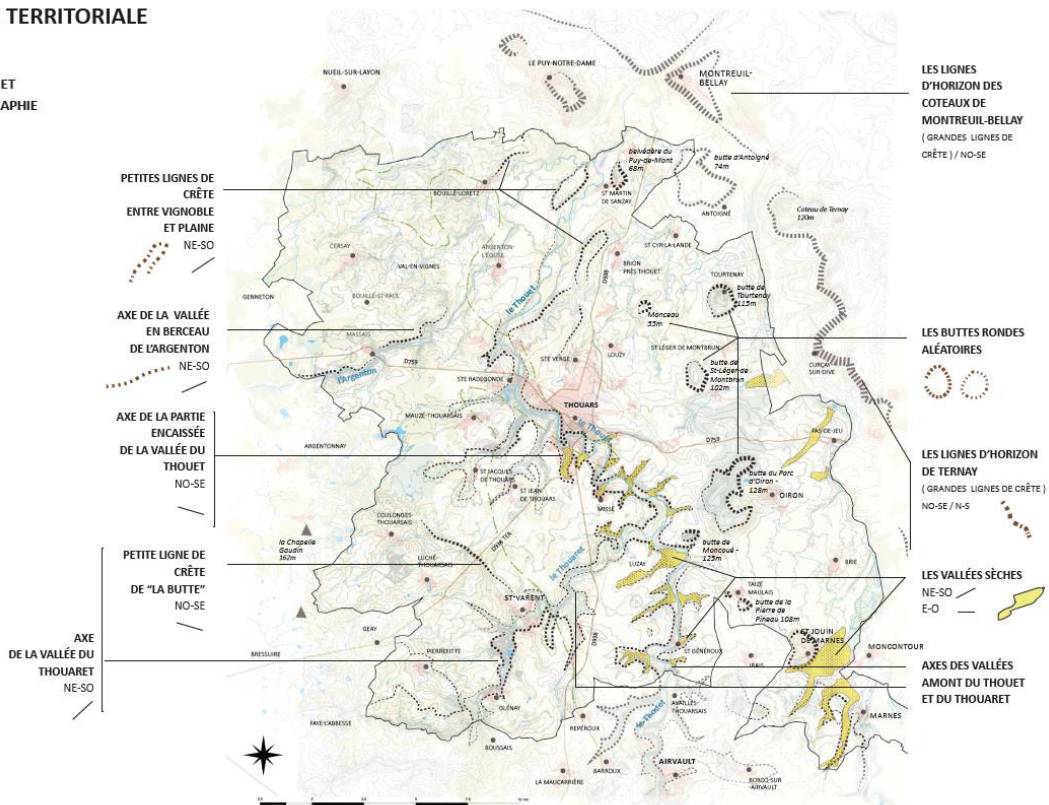 TERRITORIALE
ET
APHIE
PETITES LIGNES DE
CRÊTE
ENTRE VIGNOBLE
ET PLAINE
NE-SO
AXE DE LA VALLÉE
EN BERCEAU
DE L'ARGENTON
NE-SO
AXE DE LA PARTIE
ENCAISSÉE
DE LA VALLÉE DU
THOUET
NO-SE
PETITE LIGNE DE
CRÊTE
DE "LA BUTTE"
NO-SE
AXE
DE LA VALLÉE DU
THOUARET
NE-SO
NUEIL-SUR-LAYON
LE PUY-NOTRE-DAME
MONTREUIL-
BELLAY
belvédère du
Puy-de-Mont
68m
butte d'Antoigné
74m
BOUILLÉ-LORETZ
ST MARTIN
DE SANZAY
ANTOIGNÉ
Coteau de Ternay
120m
CERSAY
ARGENTON-
L'ÉGLISE
VAL-EN-VIGNES
ST CYR-LA-LANDE
BRION
PRÈS THOUET
D938
TOURTENAY
butte de
Tourtenay
115m
GENNETON
BOUILLÉ-ST-PAUL
le Thouet
Monceau
55m
MASSAIS
D759
l'Argenton
STE VERGE
LOUZY
ST LÉGER DE MONTBRUN
butte de
St-Léger-de
Montbrun
102m
CURÇAY-
SUR-DIVE
STE RADEGONDE
THOUARS
MAUZÉ-THOUARSAIS
le Thouet
D759
PAS-DE-JEU
ARGENTONNAY
ST JACQUES
DE THOUARS
ST JEAN
DE THOUARS
MISSÉ
butte du Parc
d'Oiron -
128m
OIRON
COULONGES-
THOUARSAIS
la Chapelle
Gaudin
162m
D938 TER
LUCHÉ-
THOUARSAIS
le Thouaret
LUZAY
butte de
Moncoué -
125m
BRIE
TAIZÉ
MAULAIS
butte de la
Pierre de
Pineau 108m
ST VARENT
D938
GEAY
BRESSUIRE
PIERREFITTE
ST GÉNÉROUX
IRAIS
ST JOUIN
DE MARNES
MONCONTOUR
GLÉNAY
AVAILLES-
THOUARSAIS
MARNES
FAYE-L'ABBESSE
REPÉROUX
le Thouet
BOUSSAIS
BARROUX
AIRVAULT
LA MAUCARRIÈRE
BORDQ-SUR
-AIRVAULT
LES LIGNES
D'HORIZON DES
COTEAUX DE
MONTREUIL-BELLAY
( GRANDES LIGNES DE
CRÊTE ) / NO-SE
LES BUTTES RONDES
ALÉATOIRES
LES LIGNES D'HORIZON
DE TERNAY
( GRANDES LIGNES DE CRÊTE )
NO-SE / N-S
LES VALLÉES SÈCHES
NE-SO
E-O
AXES DES VALLÉES
AMONT DU THOUET
ET DU THOUARET